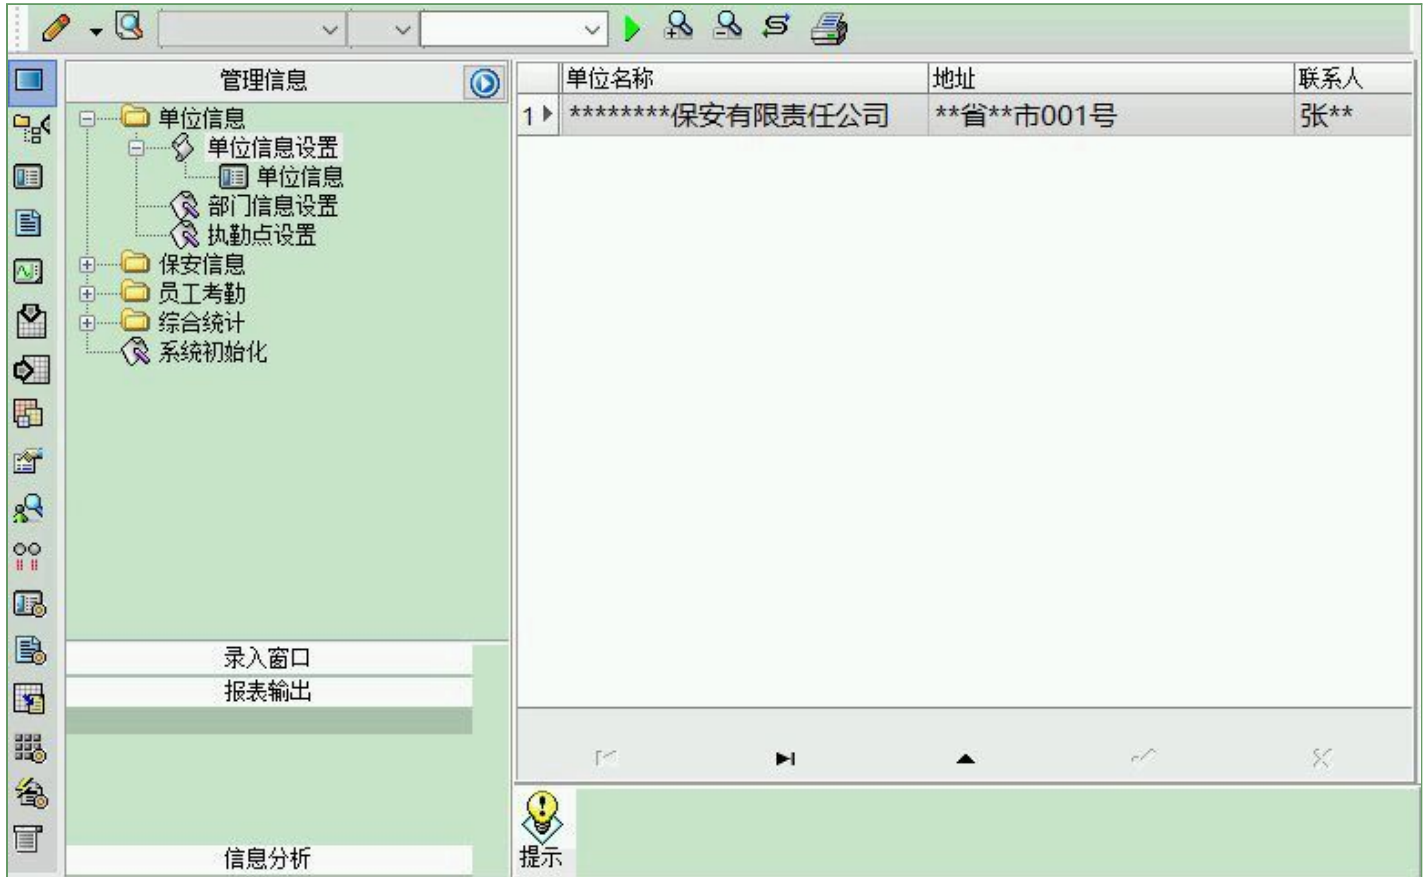 管理信息
单位信息
单位信息设置
单位信息
部门信息设置
执勤点设置
保安信息
员工考勤
综合统计
系统初始化
录入窗口
报表输出
信息分析
单位名称 地址 联系人
1 ********保安有限责任公司 **省**市001号 张**
提示